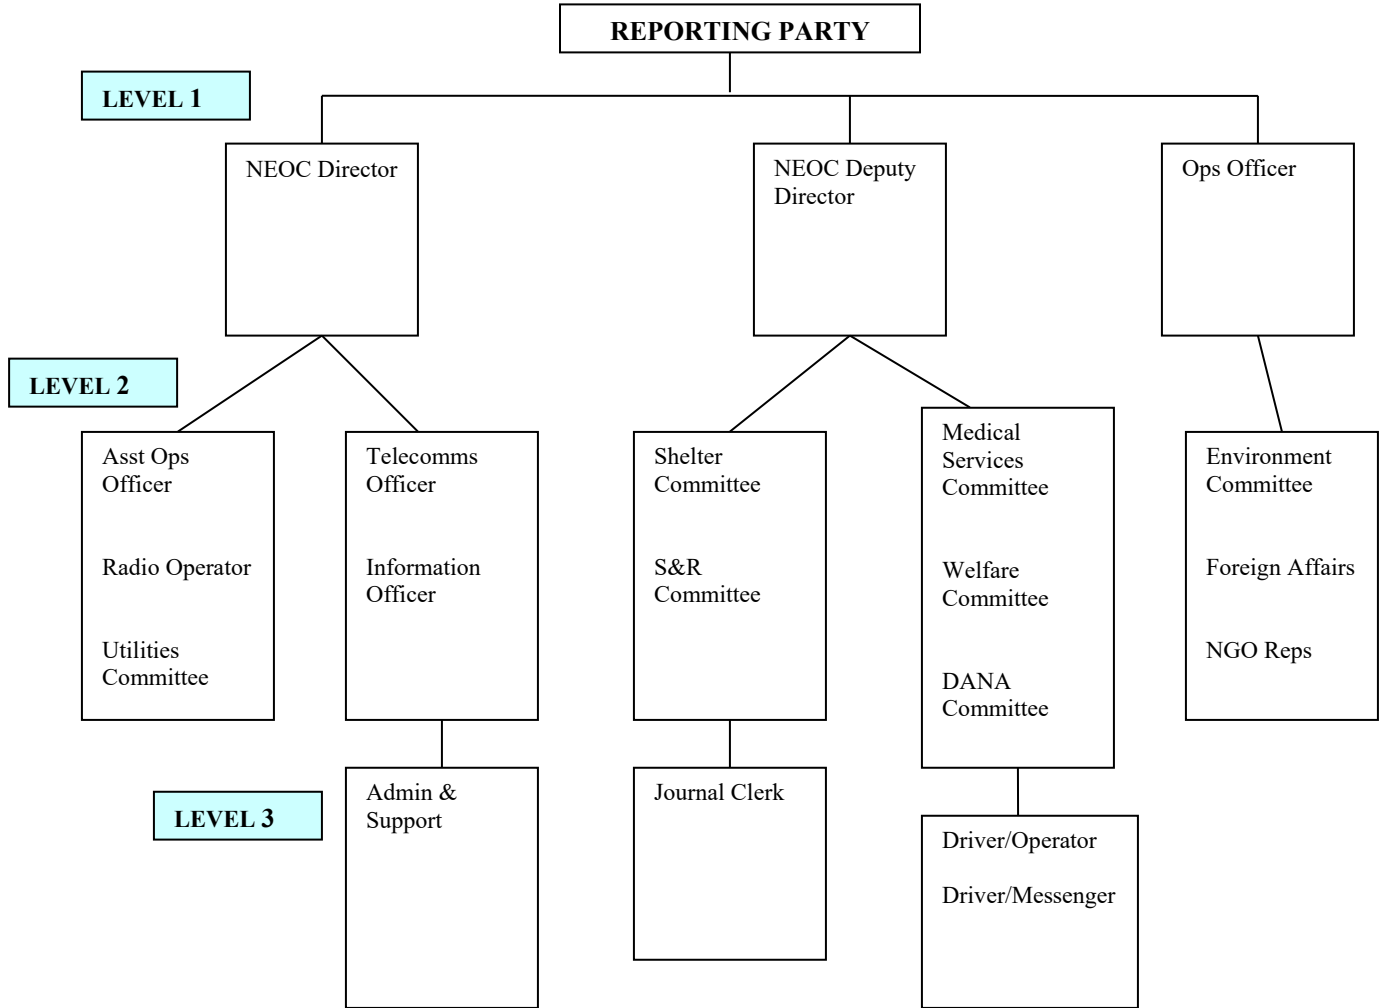 REPORTING PARTY
LEVEL 1
NEOC Director
NEOC Deputy
Director
Ops Officer
LEVEL 2
Asst Ops
Officer
Radio Operator
Utilities
Committee
Telecomms
Officer
Information
Officer
Shelter
Committee
S&R
Committee
Medical
Services
Committee
Welfare
Committee
DANA
Committee
Environment
Committee
Foreign Affairs
NGO Reps
LEVEL 3
Admin &
Support
Journal Clerk
Driver/Operator
Driver/Messenger